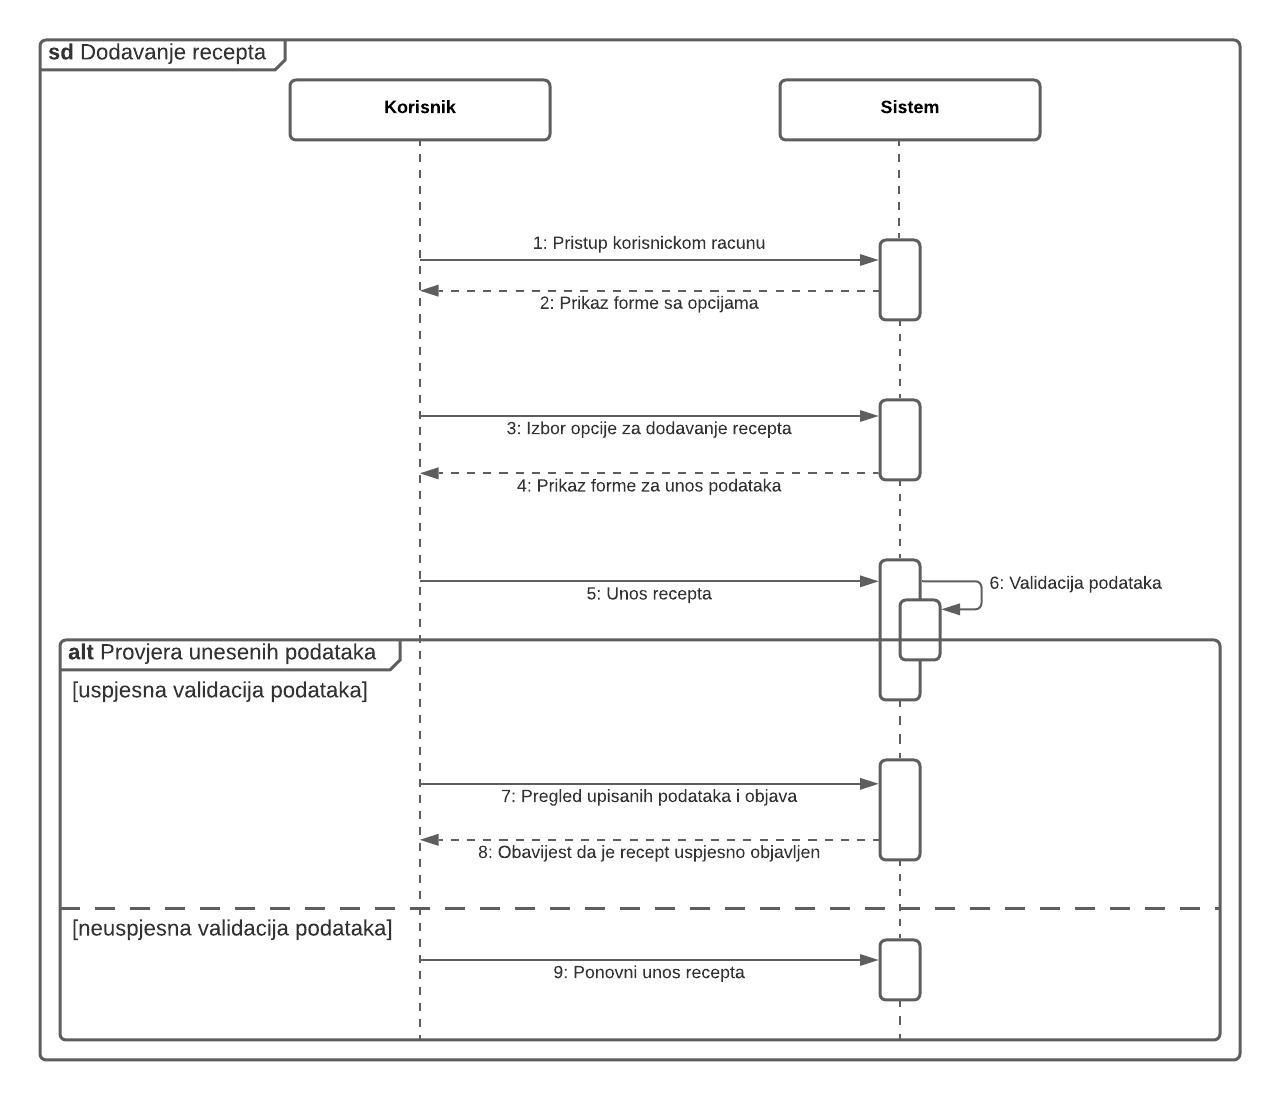 sd Dodavanje recepta
Korisnik
Sistem
1: Pristup korisnickom racunu
2: Prikaz forme sa opcijama
3: Izbor opcije za dodavanje recepta
4: Prikaz forme za unos podataka
5: Unos recepta
6: Validacija podataka
alt Provjera unesenih podataka
[uspjesna validacija podataka]
7: Pregled upisanih podataka i objava
8: Obavijest da je recept uspjesno objavljen
[neuspjesna validacija podataka]
9: Ponovni unos recepta